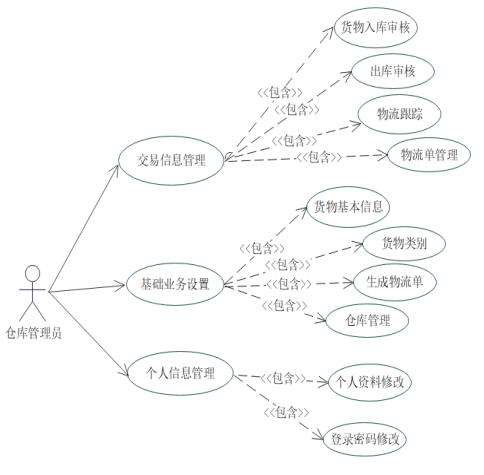 货物入库审核
出库审核
<<包含>>
<<包含>>
物流跟踪
<<包含>>
交易信息管理
<<包含>>
物流单管理
货物基本信息
<<包含>>
货物类别
<<包含>>
基础业务设置
<<包含>>
生成物流单
<<包含>>
仓库管理
仓库管理员
个人信息管理
<<包含>>
个人资料修改
<<包含>>
登录密码修改